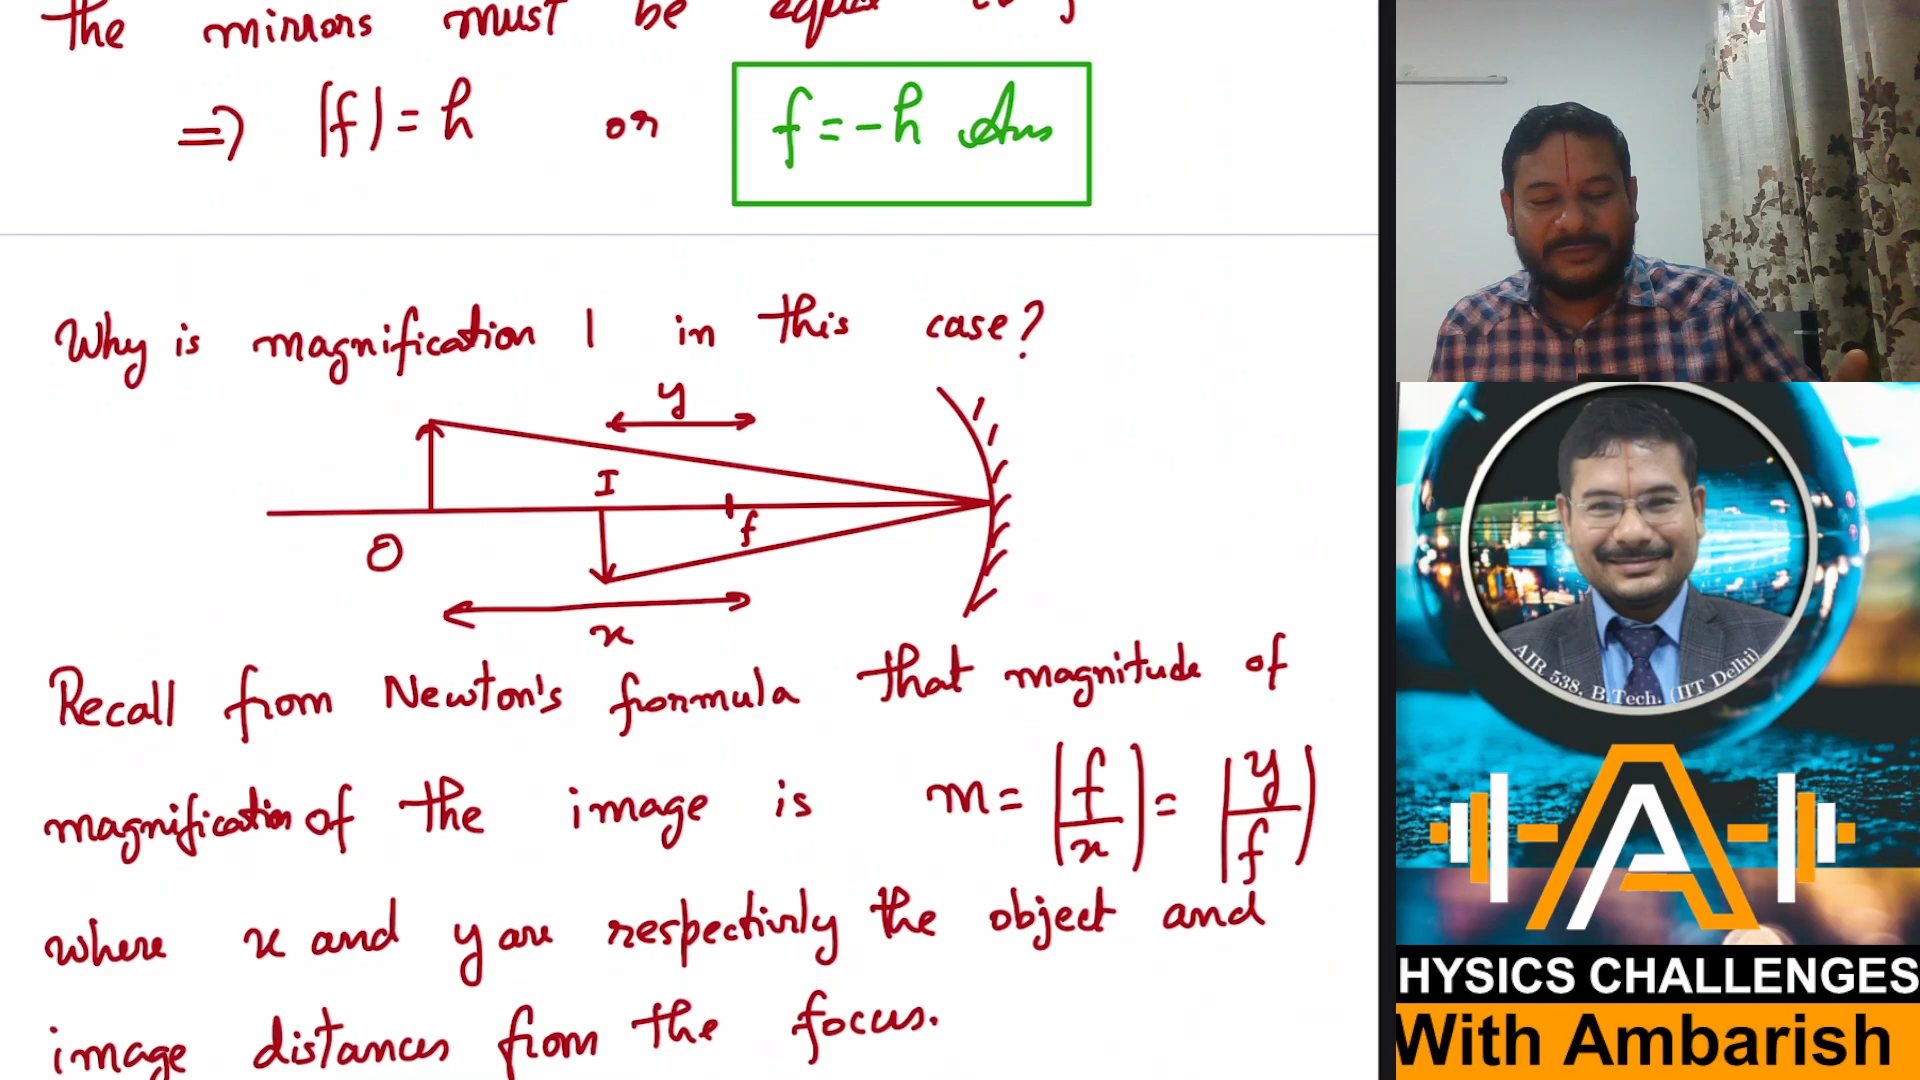 The mirrors must be equal to f
=> |f| = h or f = -h Ans
Why is magnification 1 in this case?
y
I
f
O
x
Recall from Newton's formula that magnitude of
magnification of the image is m = |f/x| = |y/f|
where x and y are respectively the object and
image distances from the focus.
AIR 538, B.Tech. (IIT Delhi)
A
HYSICS CHALLENGES
With Ambarish